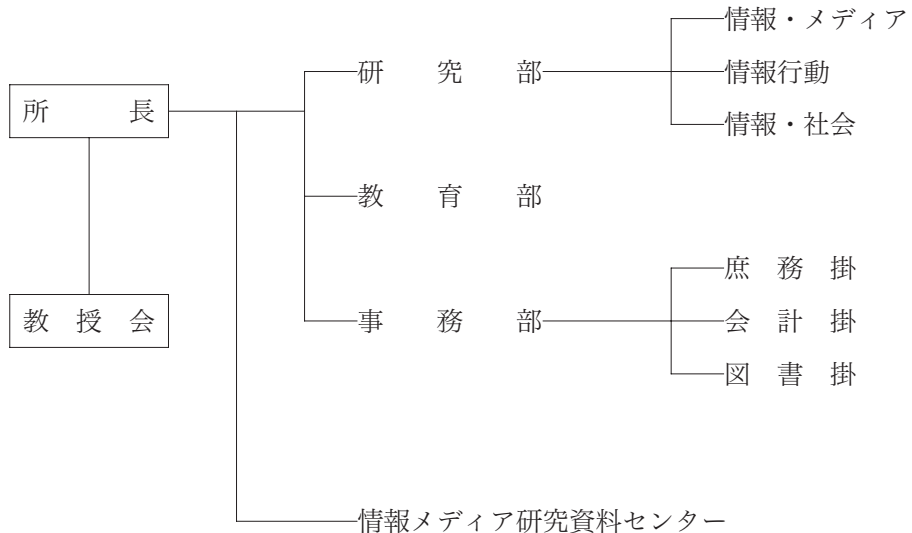 情報・メディア
研究部
情報行動
所長
情報・社会
教育部
庶務掛
教授会
事務部
会計掛
図書掛
情報メディア研究資料センター